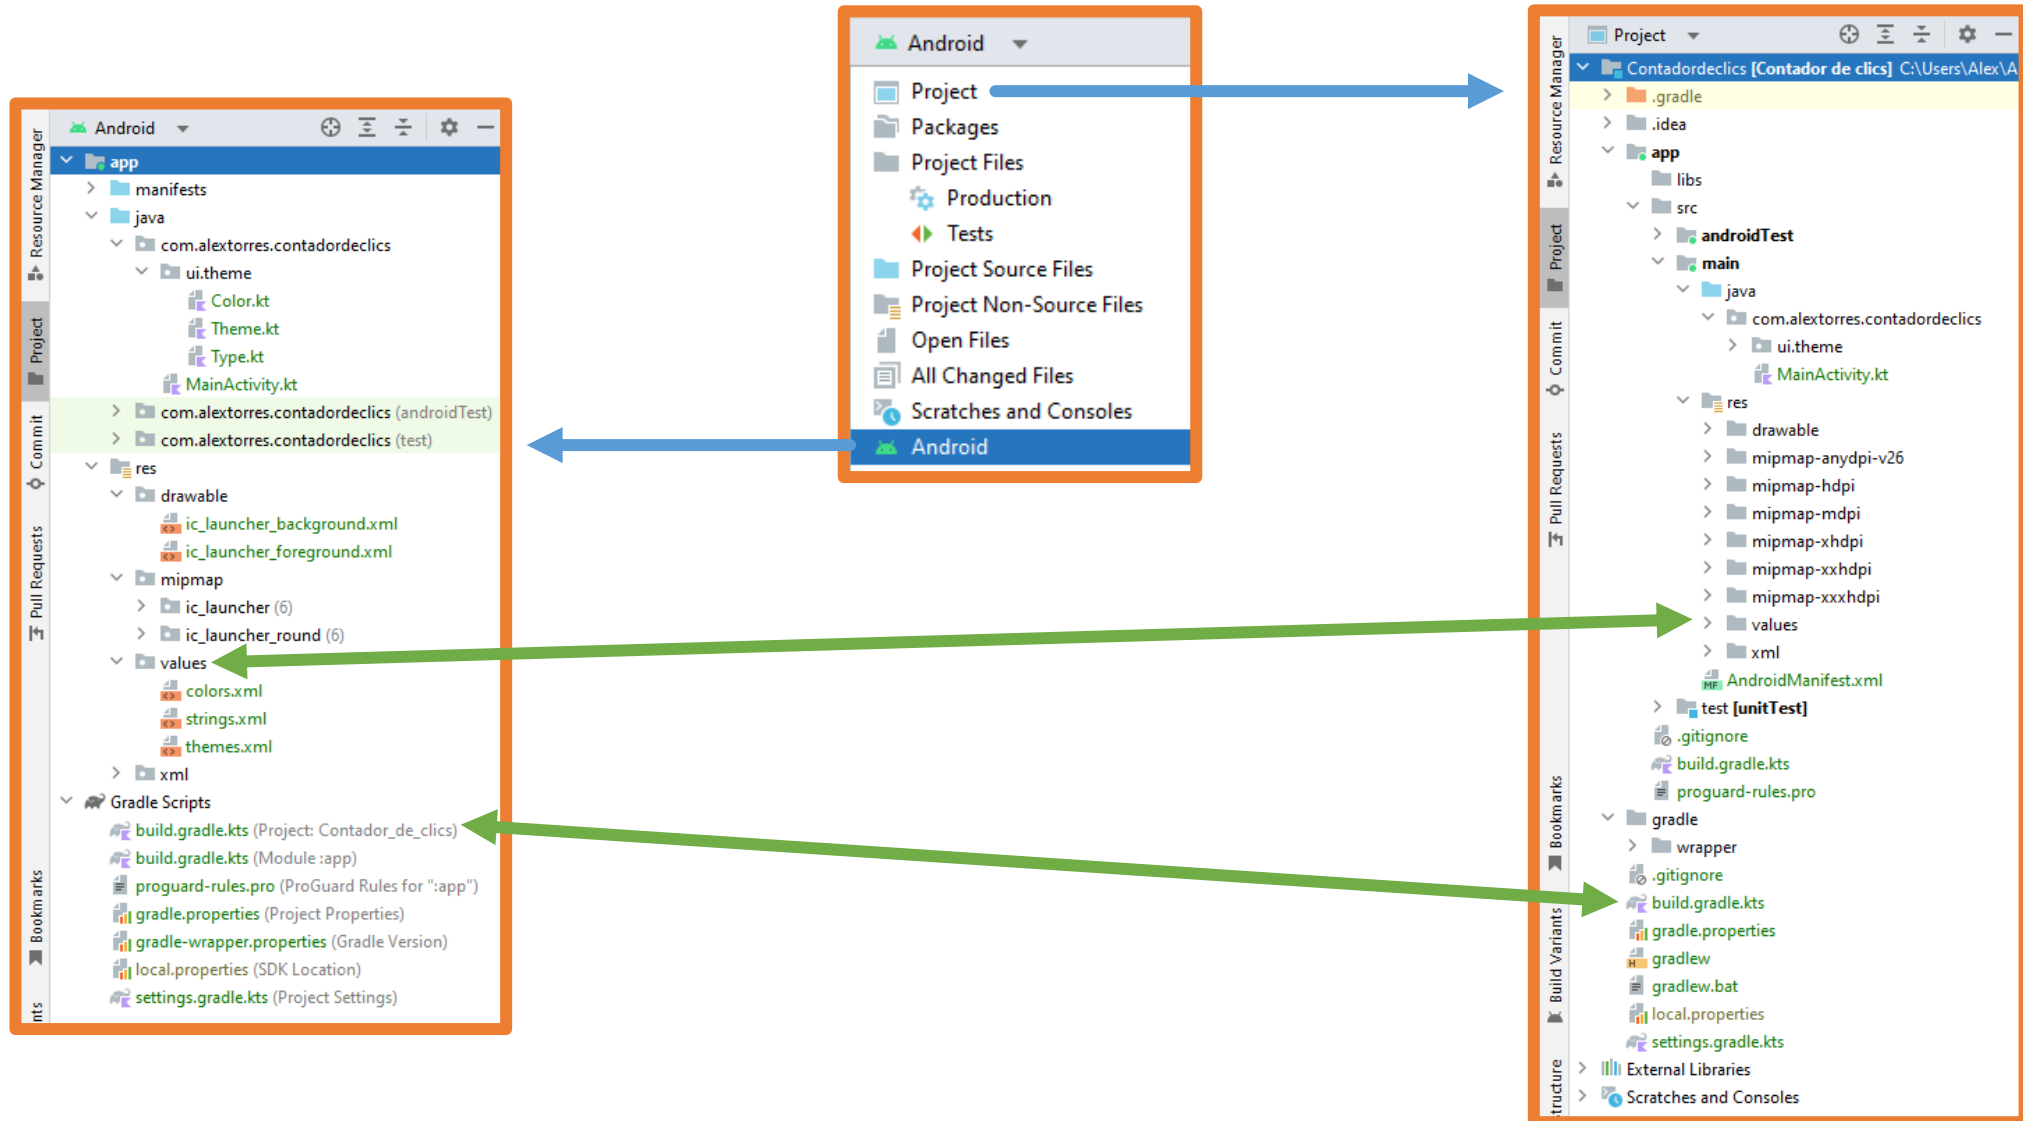 Android
app
manifests
java
com.alextorres.contadordeclics
ui.theme
Color.kt
Theme.kt
Type.kt
MainActivity.kt
com.alextorres.contadordeclics (androidTest)
com.alextorres.contadordeclics (test)
res
drawable
ic_launcher_background.xml
ic_launcher_foreground.xml
mipmap
ic_launcher (6)
ic_launcher_round (6)
values
colors.xml
strings.xml
themes.xml
xml
Gradle Scripts
build.gradle.kts (Project: Contador_de_clics)
build.gradle.kts (Module :app)
proguard-rules.pro (ProGuard Rules for ":app")
gradle.properties (Project Properties)
gradle-wrapper.properties (Gradle Version)
local.properties (SDK Location)
settings.gradle.kts (Project Settings)
Resource Manager
Project
Commit
Pull Requests
Bookmarks
nts
Android
Project
Packages
Project Files
Production
Tests
Project Source Files
Project Non-Source Files
Open Files
All Changed Files
Scratches and Consoles
Android
Project
Contadordeclics [Contador de clics] C:\Users\Alex\A
.gradle
.idea
app
libs
src
androidTest
main
java
com.alextorres.contadordeclics
ui.theme
MainActivity.kt
res
drawable
mipmap-anydpi-v26
mipmap-hdpi
mipmap-mdpi
mipmap-xhdpi
mipmap-xxhdpi
mipmap-xxxhdpi
values
xml
MF
AndroidManifest.xml
test [unitTest]
.gitignore
build.gradle.kts
proguard-rules.pro
gradle
wrapper
.gitignore
build.gradle.kts
gradle.properties
H
gradlew
gradlew.bat
local.properties
settings.gradle.kts
External Libraries
Scratches and Consoles
Resource Manager
Project
Commit
Pull Requests
Bookmarks
Build Variants
tructure